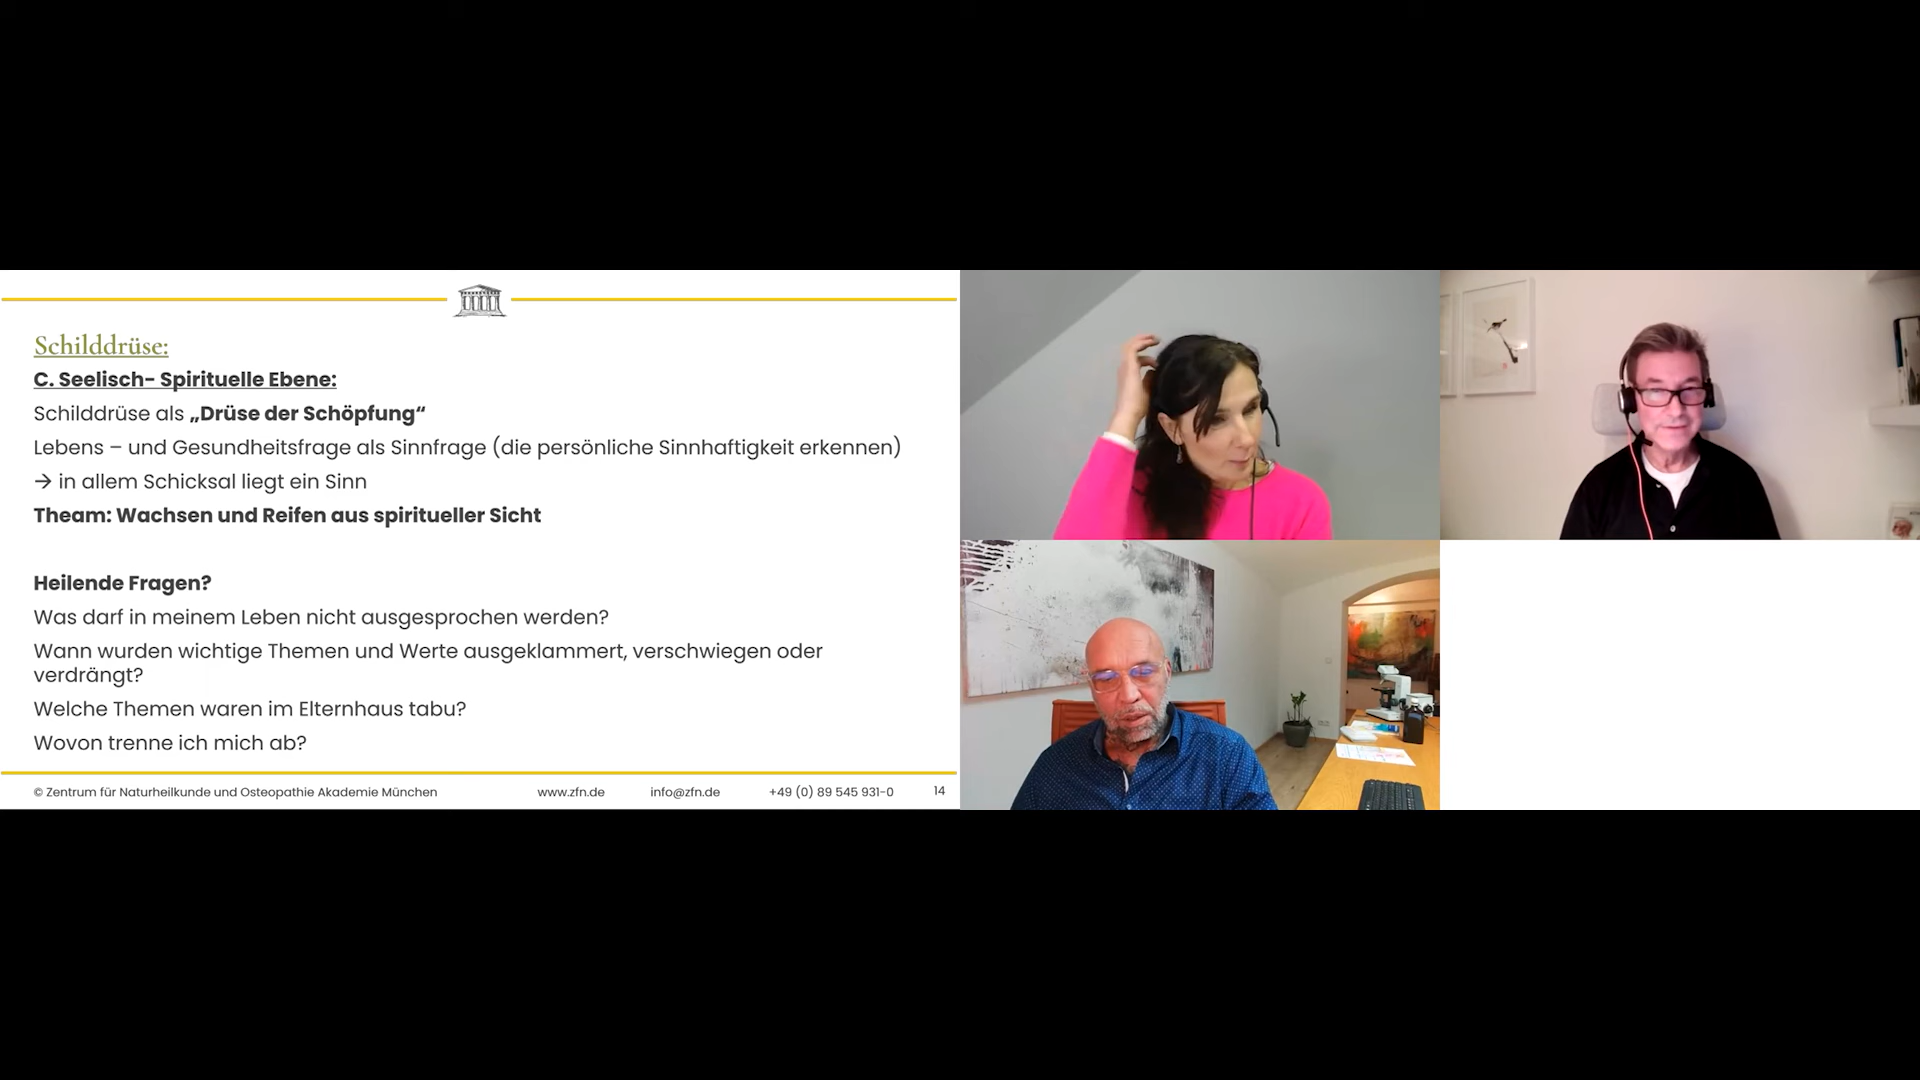 Schilddrüse:
C. Seelisch- Spirituelle Ebene:
Schilddrüse als „Drüse der Schöpfung“
Lebens – und Gesundheitsfrage als Sinnfrage (die persönliche Sinnhaftigkeit erkennen)
→ in allem Schicksal liegt ein Sinn
Theam: Wachsen und Reifen aus spiritueller Sicht
Heilende Fragen?
Was darf in meinem Leben nicht ausgesprochen werden?
Wann wurden wichtige Themen und Werte ausgeklammert, verschwiegen oder
verdrängt?
Welche Themen waren im Elternhaus tabu?
Wovon trenne ich mich ab?
© Zentrum für Naturheilkunde und Osteopathie Akademie München www.zfn.de info@zfn.de +49 (0) 89 545 931-0 14